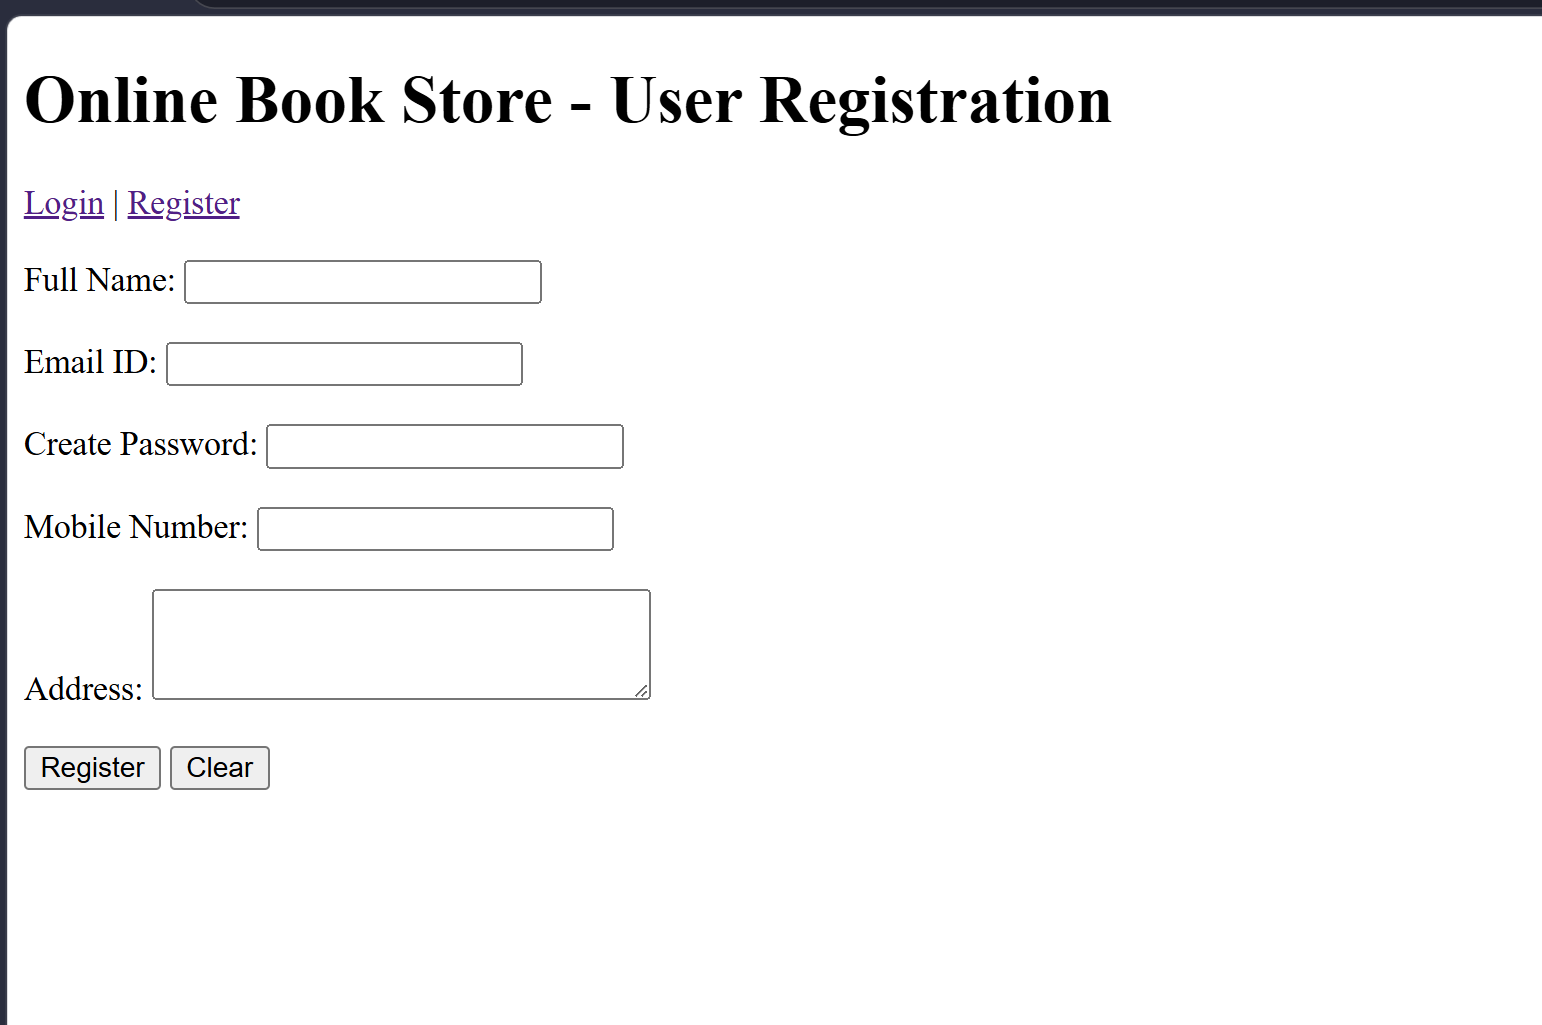 Online Book Store - User Registration
Login | Register
Full Name:
Email ID:
Create Password:
Mobile Number:
Address:
Register Clear